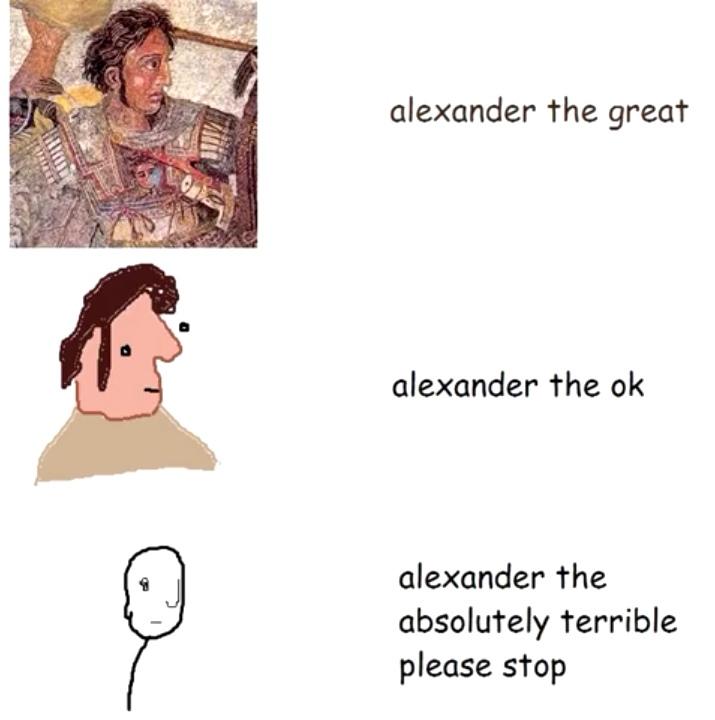 alexander the great
alexander the ok
alexander the
absolutely terrible
please stop